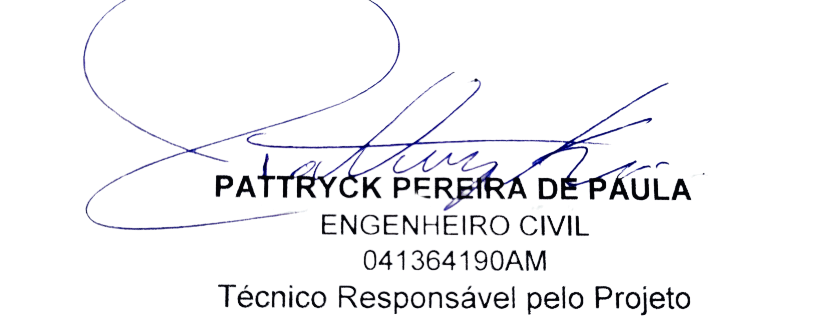 PATTRYCK PEREIRA DE PAULA
ENGENHEIRO CIVIL
041364190AM
Técnico Responsável pelo Projeto